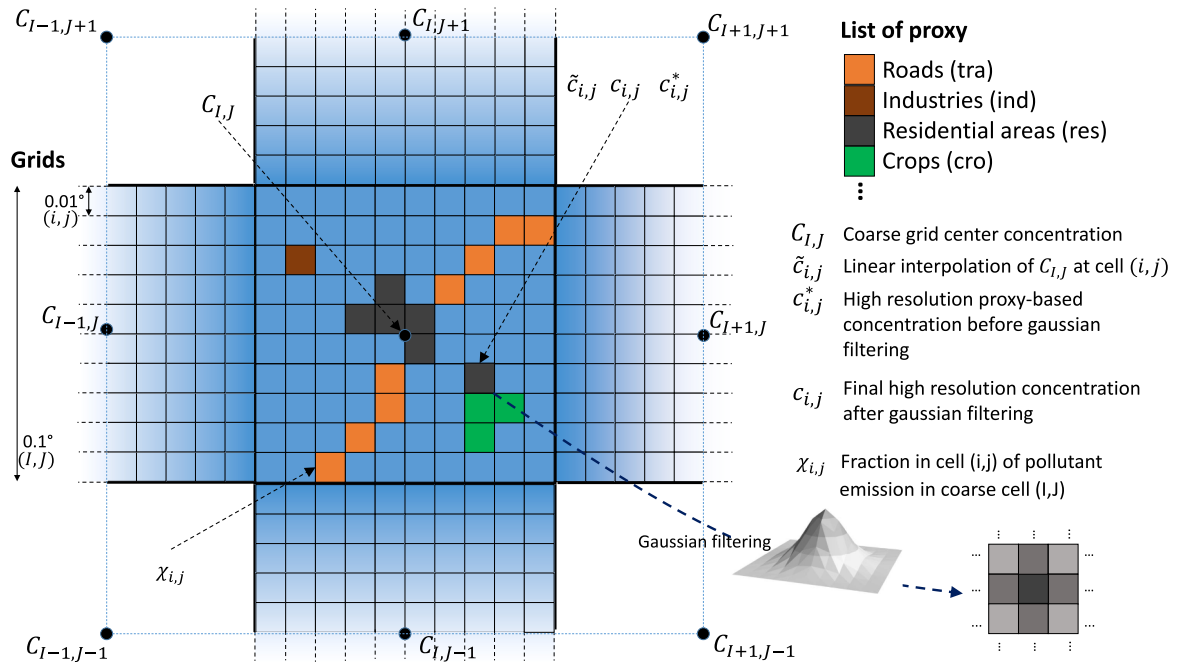 C_{I-1,J+1}
C_{I,J+1}
C_{I+1,J+1}
C_{I,J}
c̃_{i,j} c_{i,j} c*_{i,j}
Grids
0.01°
(i, j)
C_{I-1,J}
C_{I+1,J}
0.1°
(I, J)
χ_{i,j}
C_{I-1,J-1}
C_{I,J-1}
C_{I+1,J-1}
List of proxy
Roads (tra)
Industries (ind)
Residential areas (res)
Crops (cro)
⋮
C_{I,J} Coarse grid center concentration
c̃_{i,j} Linear interpolation of C_{I,J} at cell (i, j)
c*_{i,j} High resolution proxy-based
concentration before gaussian
filtering
c_{i,j} Final high resolution concentration
after gaussian filtering
χ_{i,j} Fraction in cell (i,j) of pollutant
emission in coarse cell (I,J)
Gaussian filtering
⋮ ⋮ ⋮
... ...
... ...
... ...
⋮ ⋮ ⋮